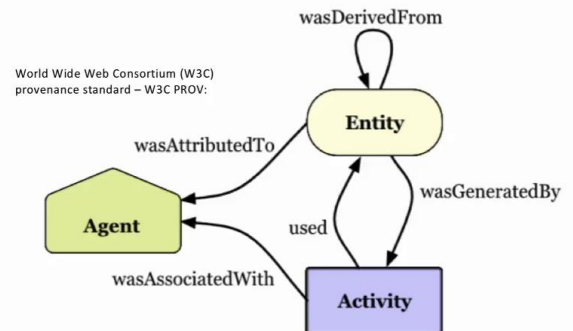 wasDerivedFrom
World Wide Web Consortium (W3C)
provenance standard – W3C PROV:
Entity
wasAttributedTo
wasGeneratedBy
Agent
used
wasAssociatedWith
Activity